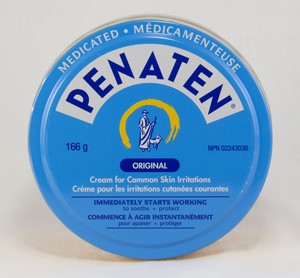 MEDICATED • MÉDICAMENTEUSE
PENATEN®
166 g
NPN 02243036
ORIGINAL
Cream for Common Skin Irritations
Crème pour les irritations cutanées courantes
IMMEDIATELY STARTS WORKING
to soothe + protect
COMMENCE À AGIR INSTANTANÉMENT
pour apaiser + protéger